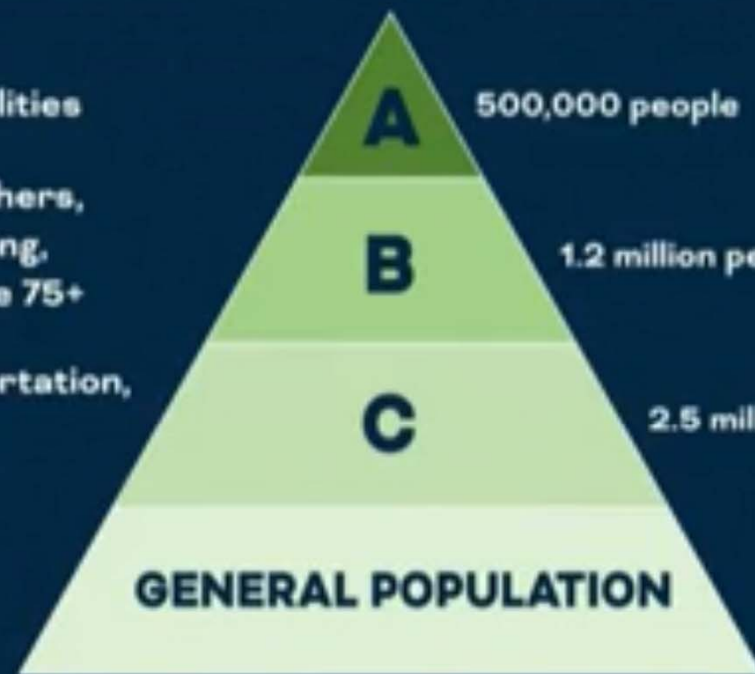 lities
A
500,000 people
hers,
ng,
e 75+
B
1.2 million pe
rtation,
C
2.5 mil
GENERAL POPULATION